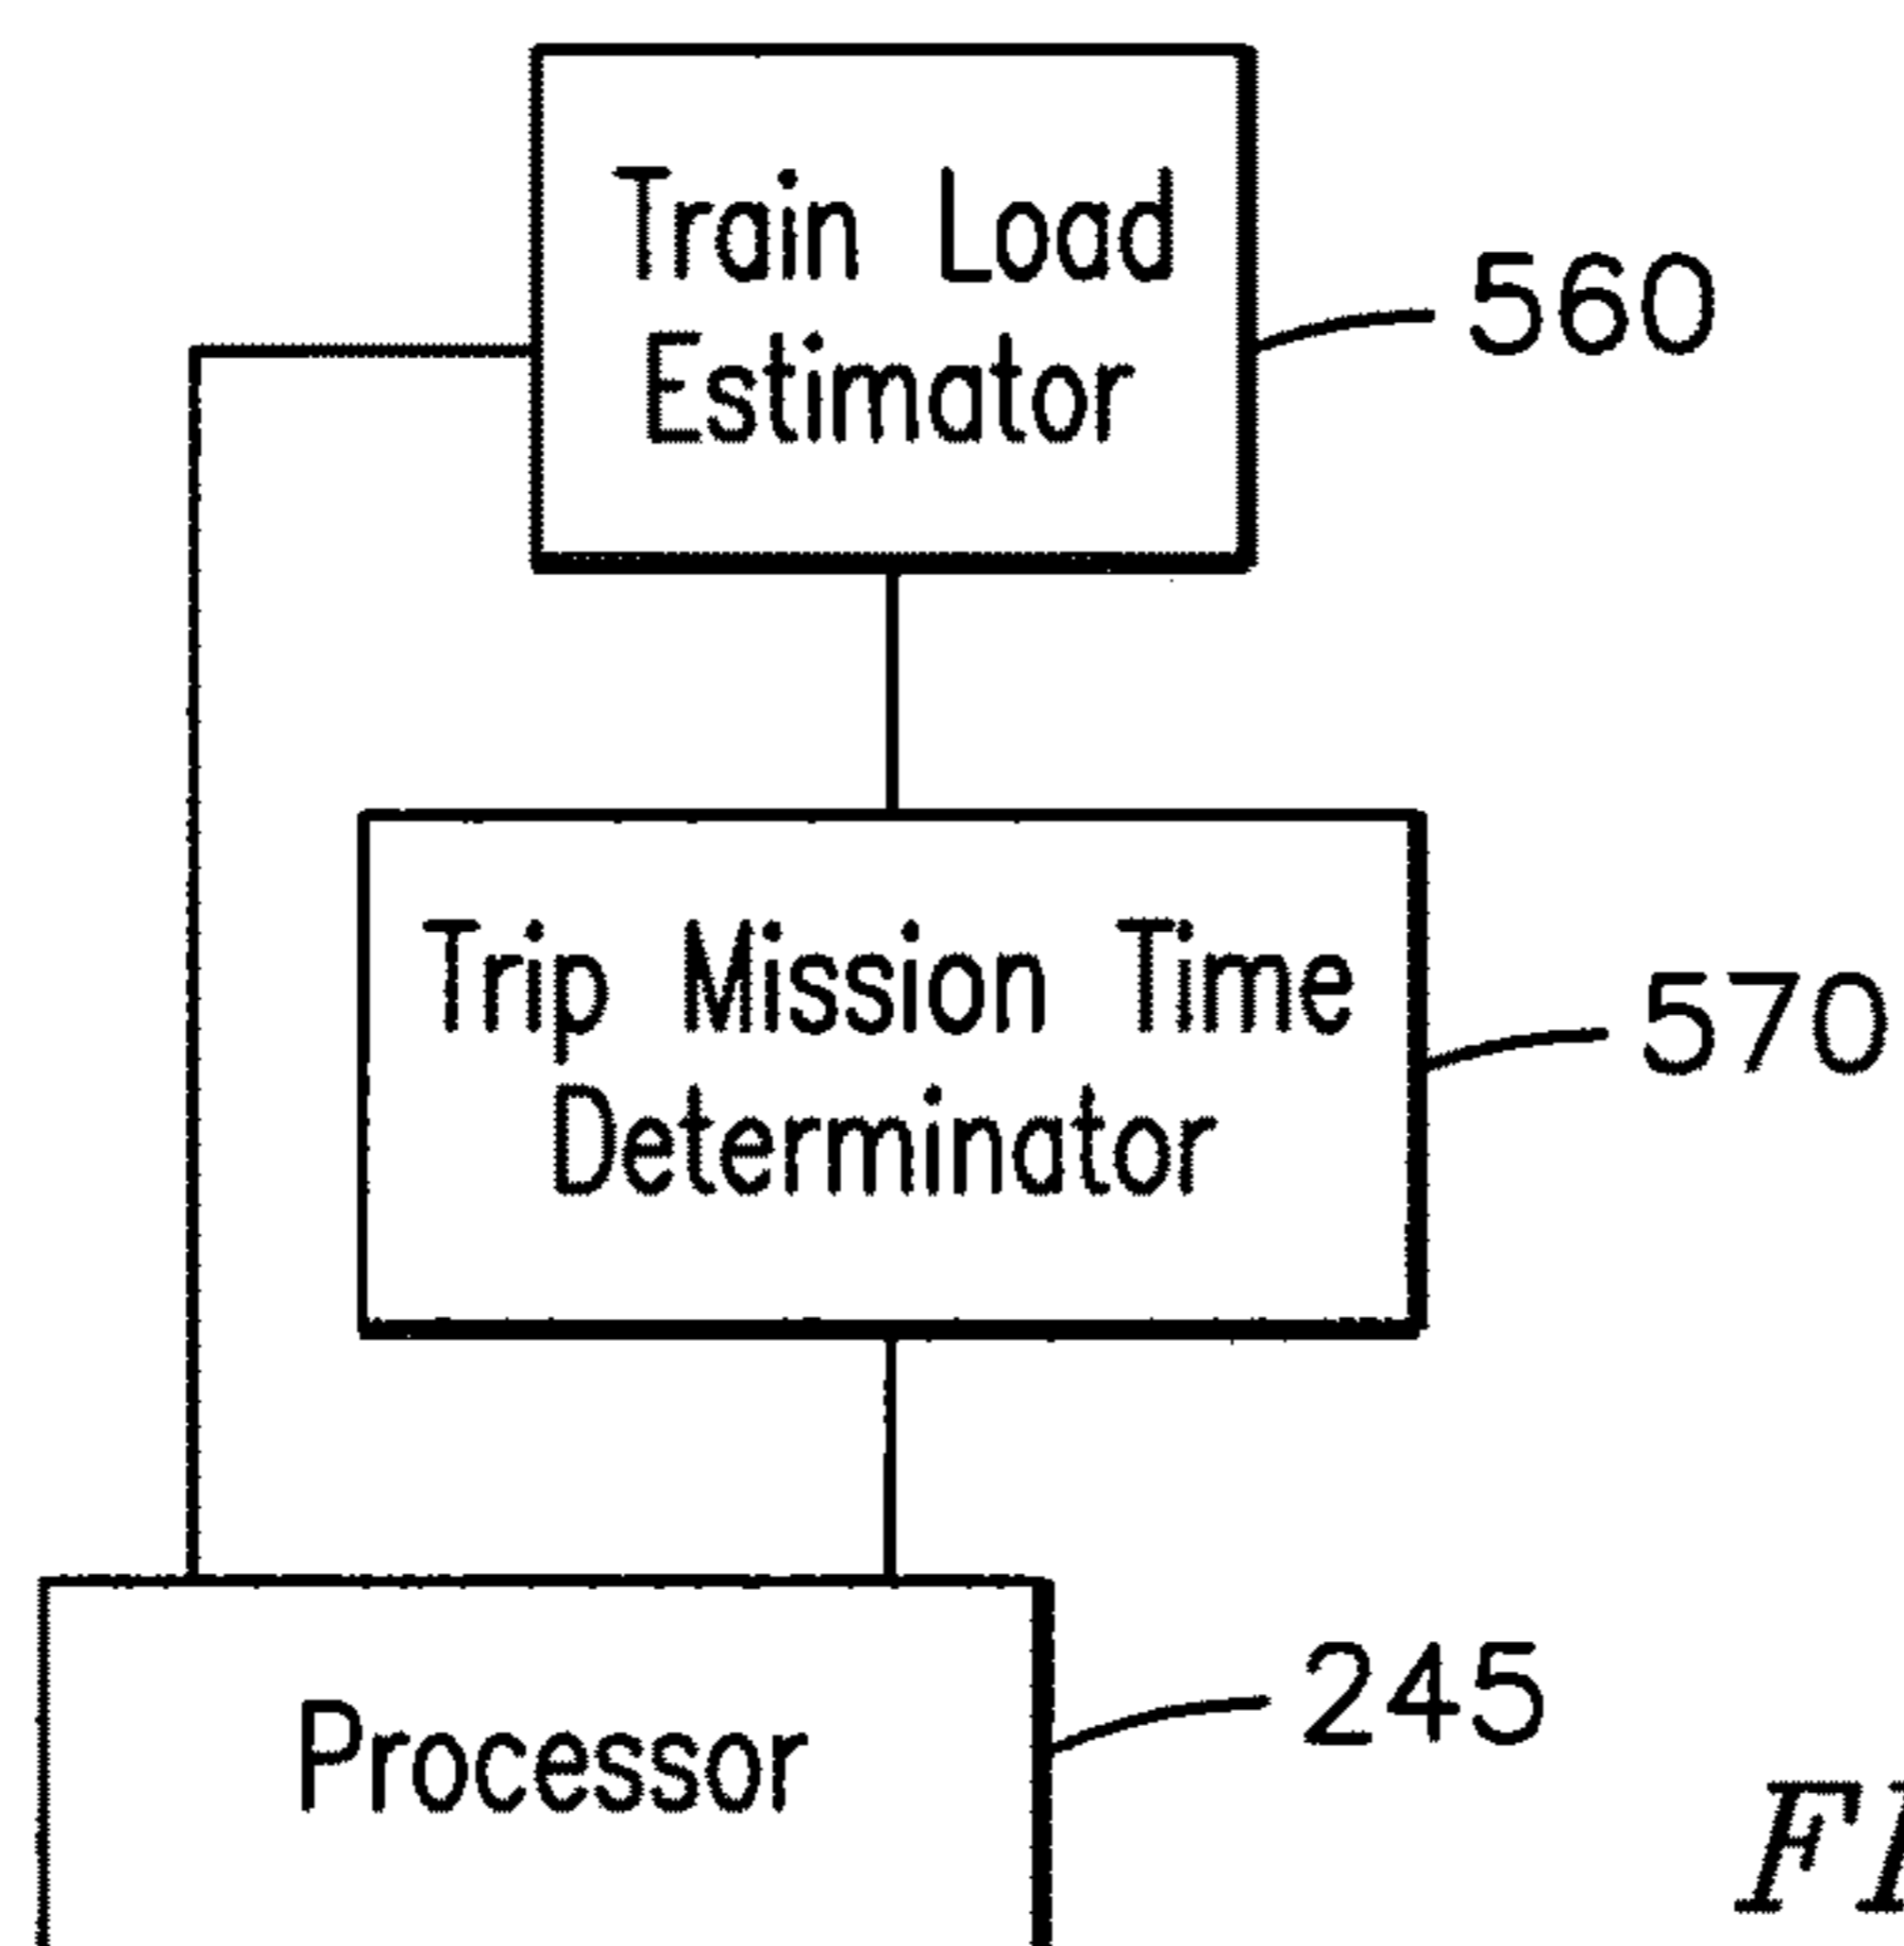 Train Load
Estimator
560
Trip Mission Time
Determinator
570
Processor
245